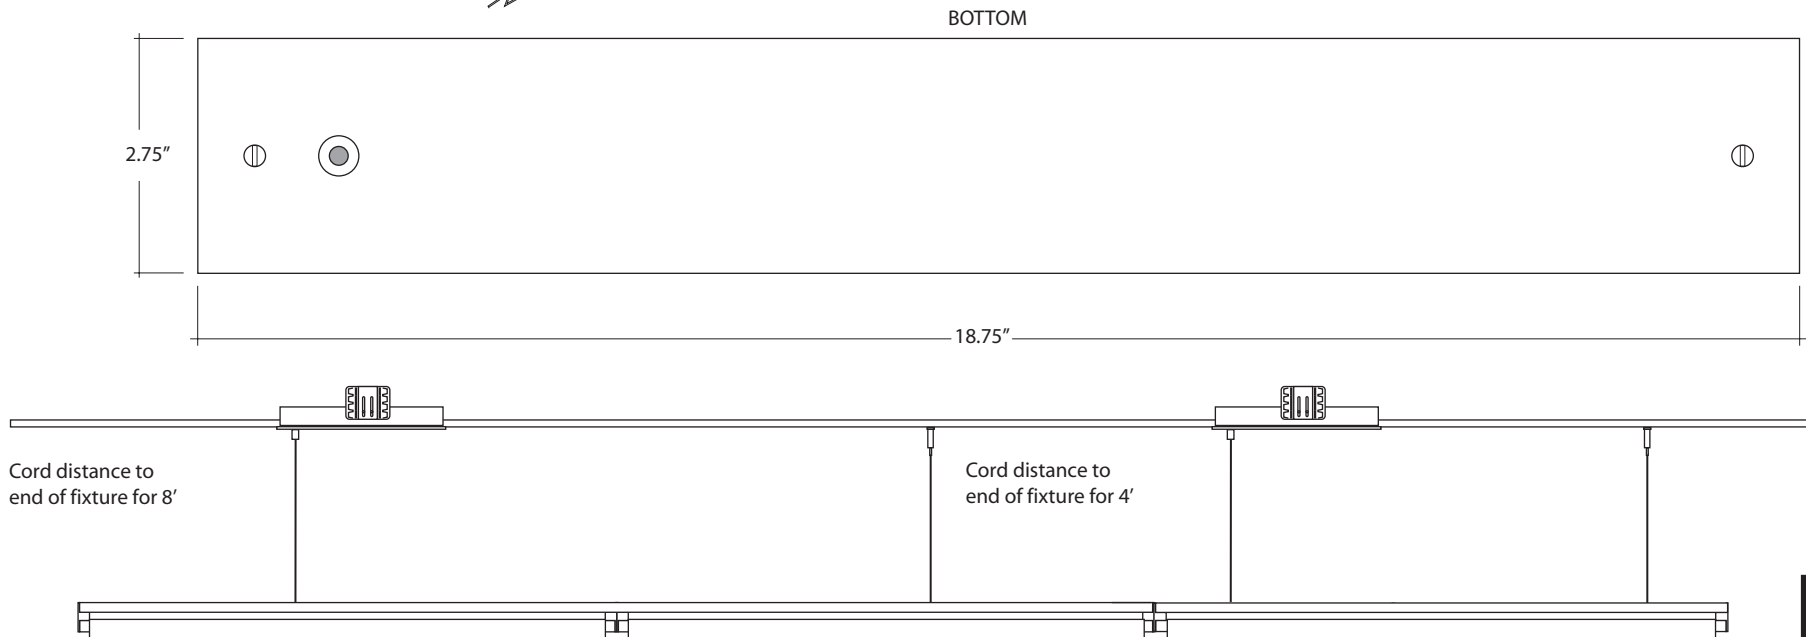 BOTTOM
2.75”
18.75”
Cord distance to
end of fixture for 8’
Cord distance to
end of fixture for 4’